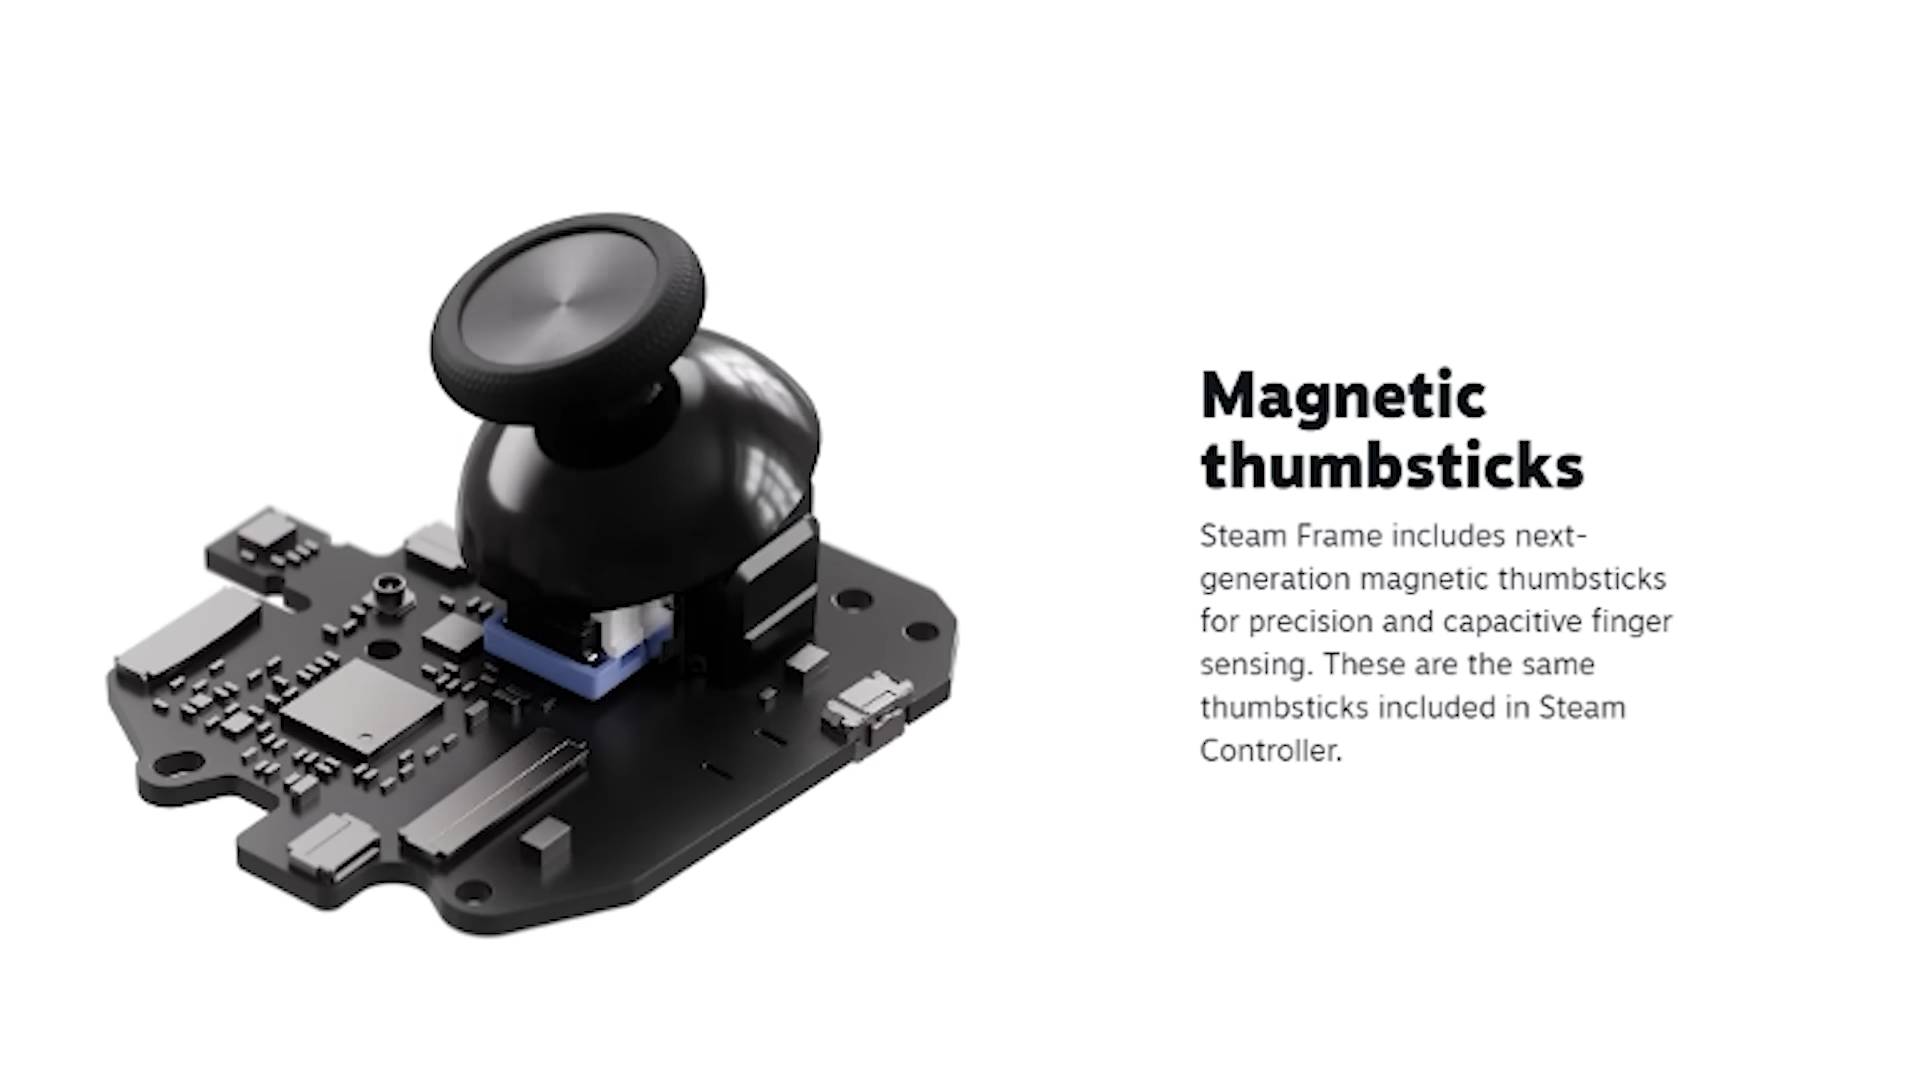 Magnetic
thumbsticks
Steam Frame includes next-
generation magnetic thumbsticks
for precision and capacitive finger
sensing. These are the same
thumbsticks included in Steam
Controller.